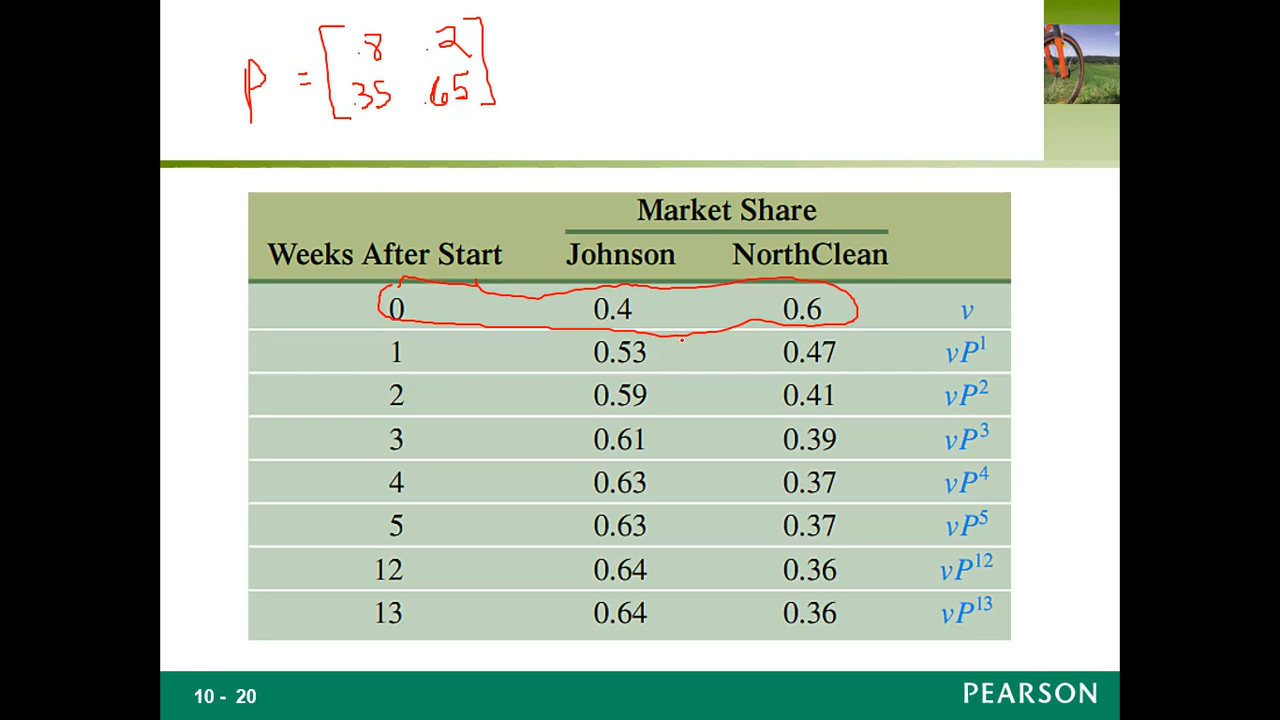 P = [ .8 .2
.35 .65 ]
Market Share
Weeks After Start Johnson NorthClean
0 0.4 0.6 v
1 0.53 0.47 vP¹
2 0.59 0.41 vP²
3 0.61 0.39 vP³
4 0.63 0.37 vP⁴
5 0.63 0.37 vP⁵
12 0.64 0.36 vP¹²
13 0.64 0.36 vP¹³
10 - 20 PEARSON